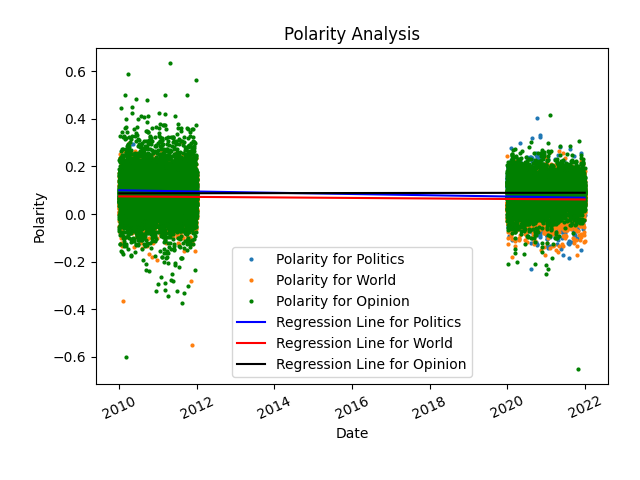 Polarity Analysis
0.6
0.4
0.2
0.0
−0.2
−0.4
−0.6
Polarity
Polarity for Politics
Polarity for World
Polarity for Opinion
Regression Line for Politics
Regression Line for World
Regression Line for Opinion
2010 2012 2014 2016 2018 2020 2022
Date